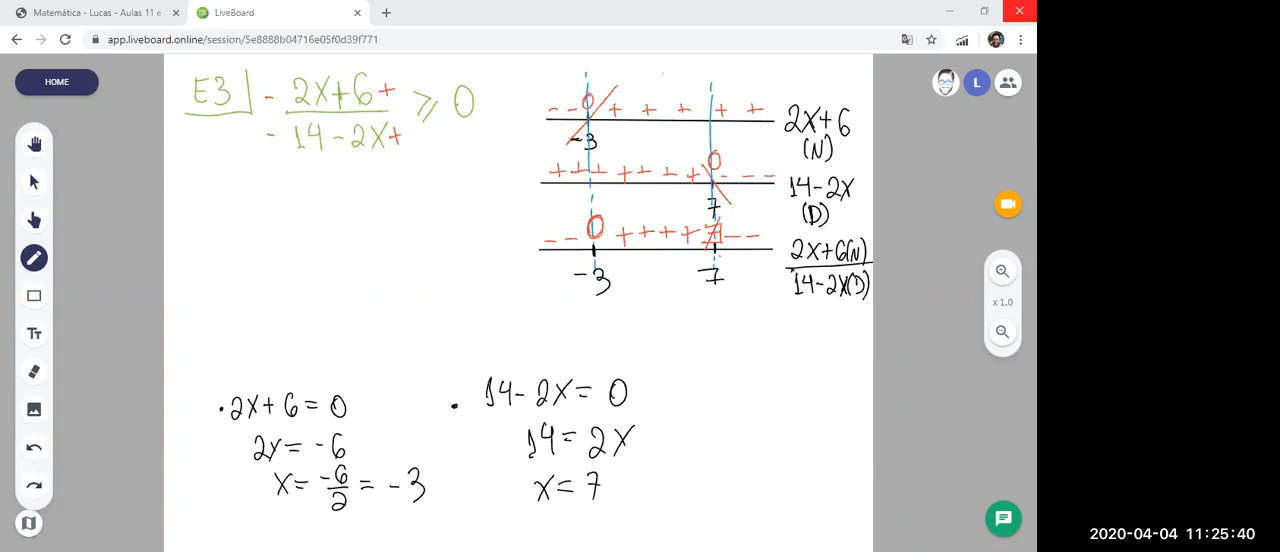 Matemática - Lucas - Aulas 11 e
LiveBoard
app.liveboard.online/session/5e8888b04716e05f0d39f771
HOME
L
E3
- 2x+6 +
- 14-2x +
≥ 0
- - 0 + + + + +
-3
2x+6
(N)
+ + + + + + + 0 - - -
7
14-2x
(D)
- - 0 + + + + ∄ - -
-3
7
2x+6(N)
14-2x(D)
x 1.0
Tт
· 2x+6=0
2x = -6
x = -6/2 = -3
· 14-2x=0
14=2x
x=7
2020-04-04 11:25:40